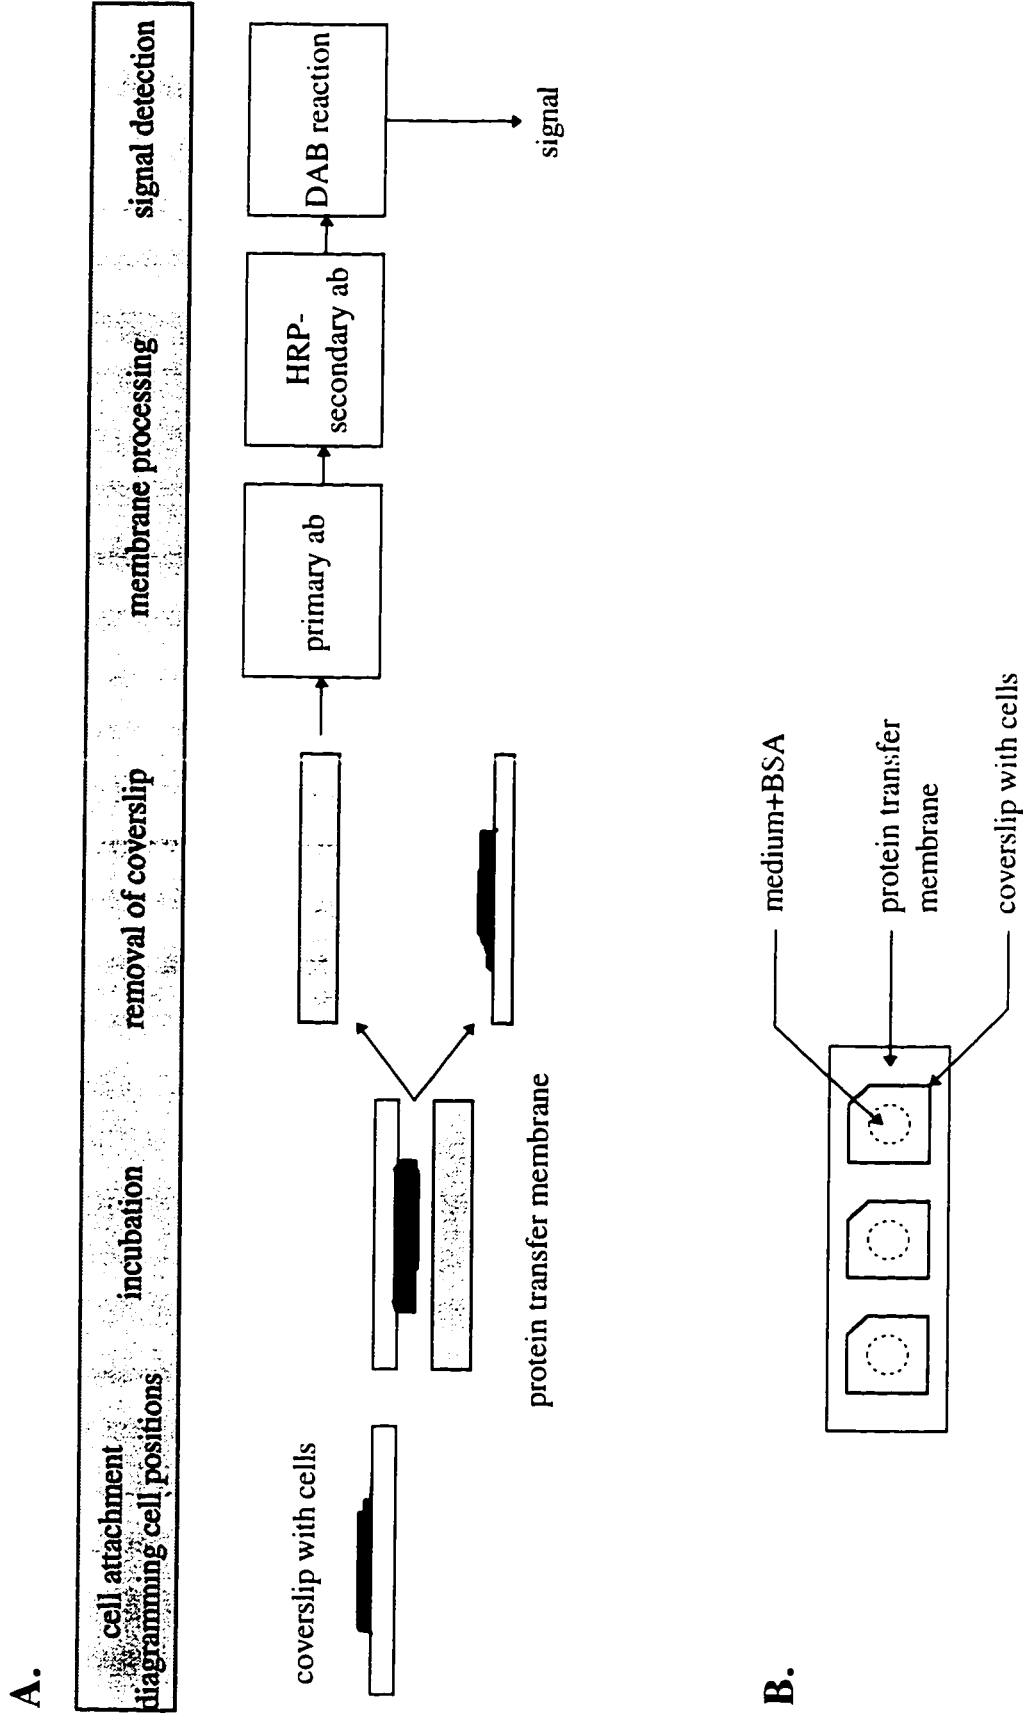 A.
cell attachment
diagramming cell positions
incubation
removal of coverslip
membrane processing
signal detection
coverslip with cells
protein transfer membrane
primary ab
HRP-
secondary ab
DAB reaction
signal
B.
medium+BSA
protein transfer
membrane
coverslip with cells